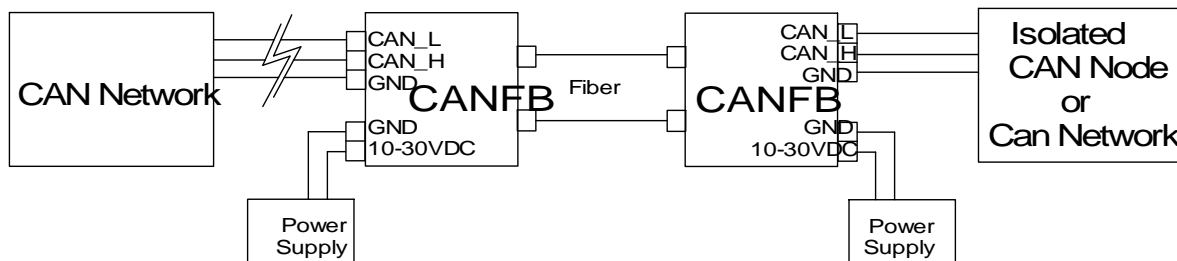 CAN Network
CAN_L
CAN_H
GND
CANFB
GND
10-30VDC
Power
Supply
Fiber
CAN_L
CAN_H
GND
CANFB
GND
10-30VDC
Power
Supply
Isolated
CAN Node
or
Can Network